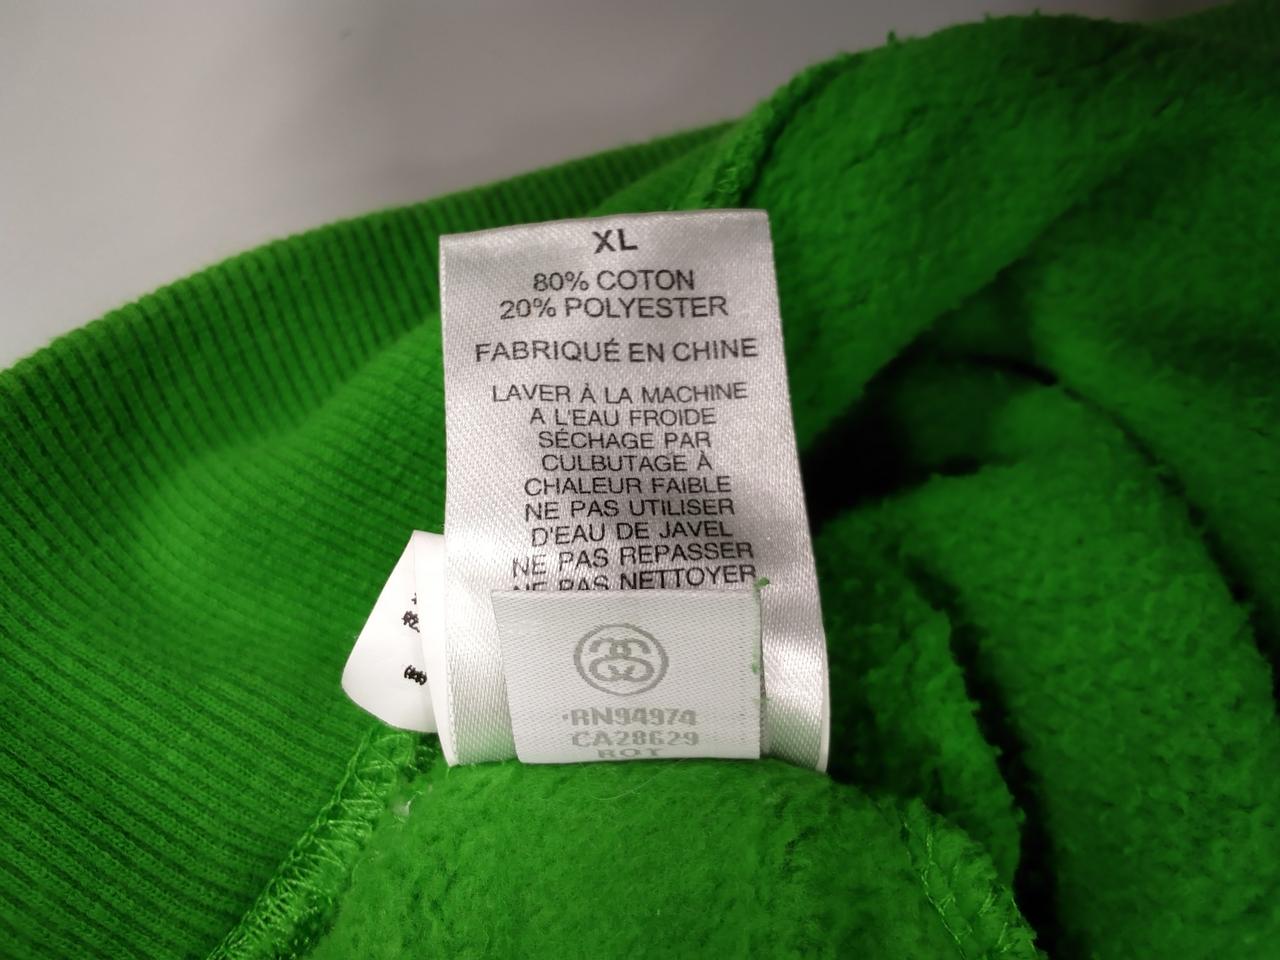 XL
80% COTON
20% POLYESTER
FABRIQUÉ EN CHINE
LAVER À LA MACHINE
A L'EAU FROIDE
SÉCHAGE PAR
CULBUTAGE À
CHALEUR FAIBLE
NE PAS UTILISER
D'EAU DE JAVEL
NE PAS REPASSER
NE PAS NETTOYER
RN94974
CA28629